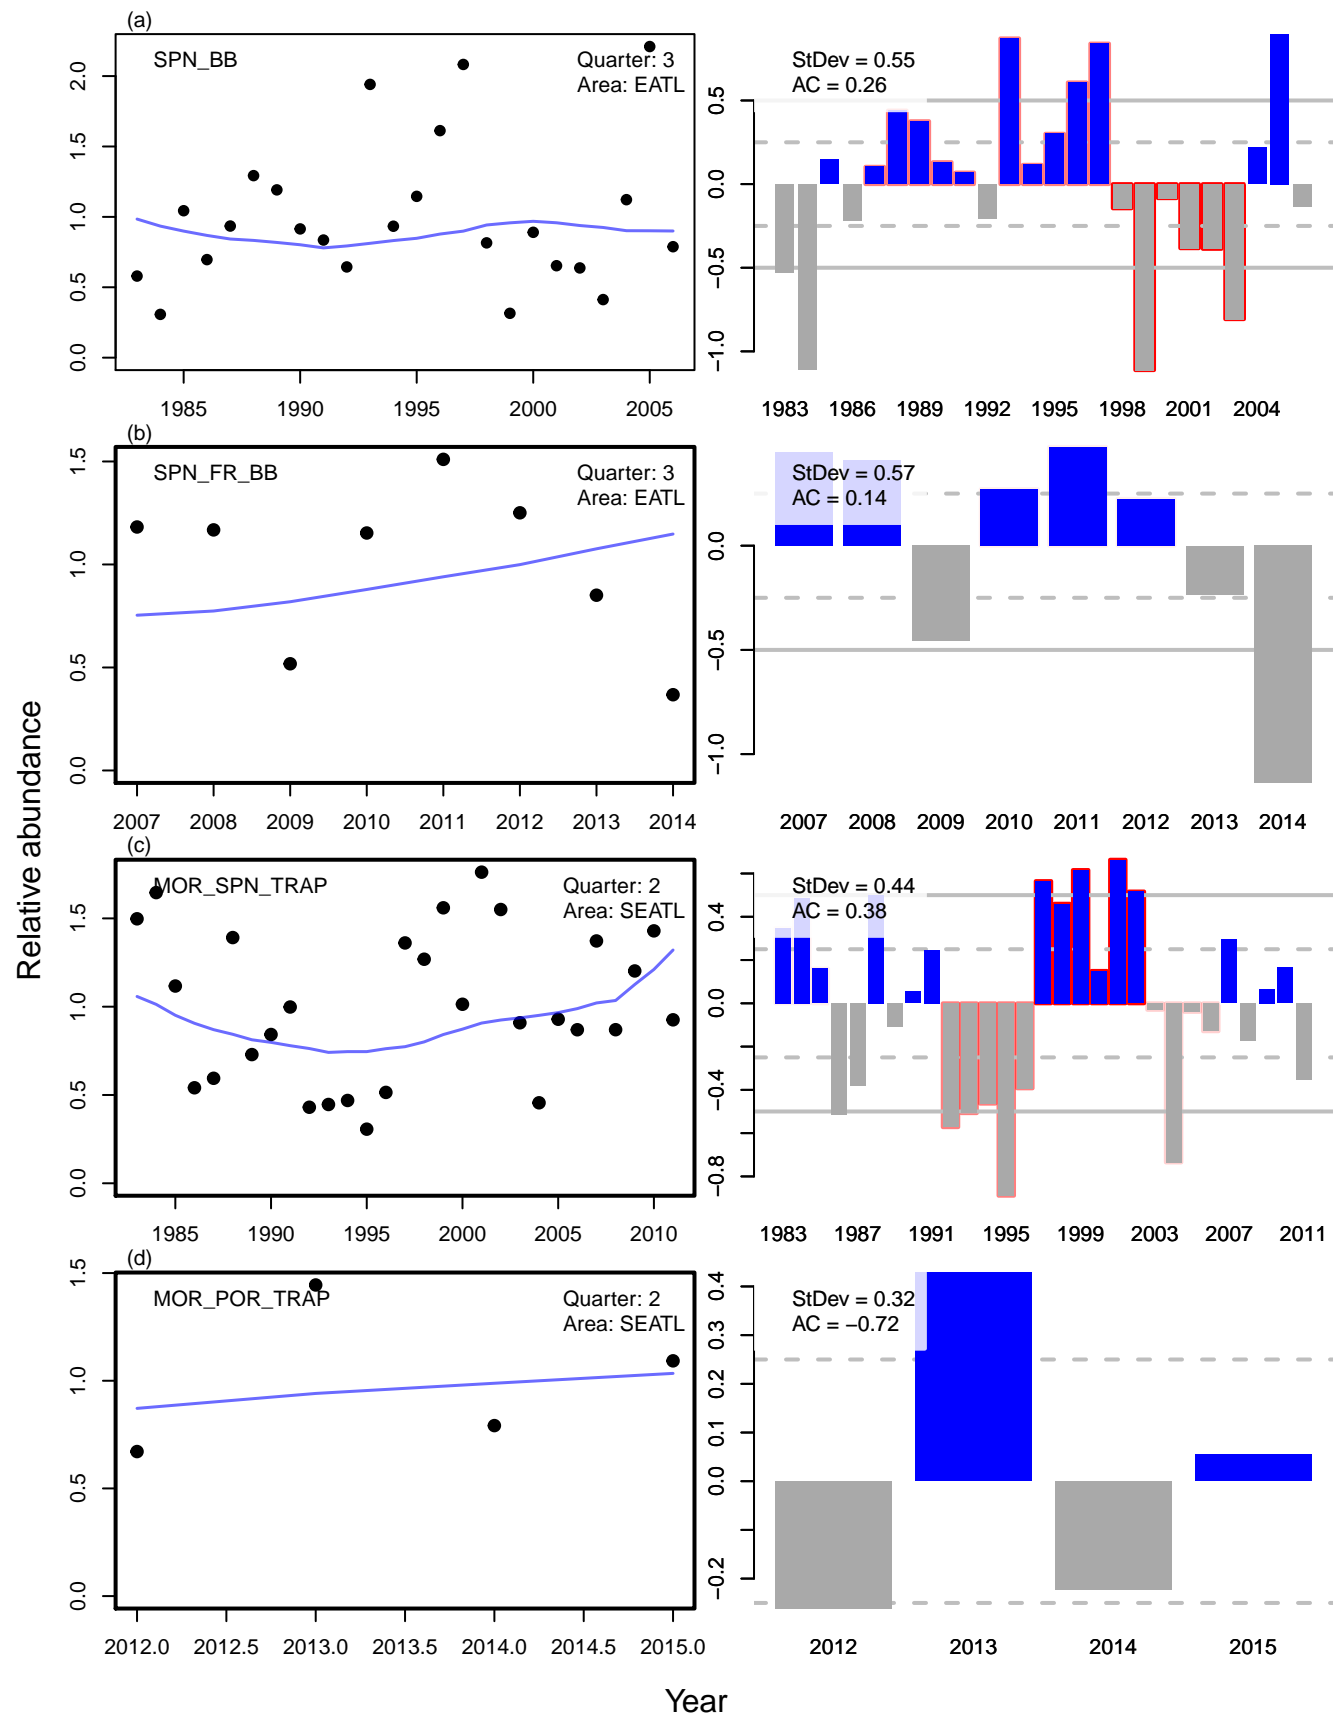 (a)
SPN_BB
Quarter: 3
Area: EATL
0.0 0.5 1.0 1.5 2.0
1985 1990 1995 2000 2005
StDev = 0.55
AC = 0.26
−1.0 −0.5 0.0 0.5
1983 1986 1989 1992 1995 1998 2001 2004
(b)
SPN_FR_BB
Quarter: 3
Area: EATL
0.0 0.5 1.0 1.5
2007 2008 2009 2010 2011 2012 2013 2014
StDev = 0.57
AC = 0.14
−1.0 −0.5 0.0
2007 2008 2009 2010 2011 2012 2013 2014
(c)
MOR_SPN_TRAP
Quarter: 2
Area: SEATL
0.0 0.5 1.0 1.5
1985 1990 1995 2000 2005 2010
StDev = 0.44
AC = 0.38
−0.8 −0.4 0.0 0.4
1983 1987 1991 1995 1999 2003 2007 2011
(d)
MOR_POR_TRAP
Quarter: 2
Area: SEATL
0.0 0.5 1.0 1.5
2012.0 2012.5 2013.0 2013.5 2014.0 2014.5 2015.0
StDev = 0.32
AC = −0.72
−0.2 0.0 0.1 0.2 0.3 0.4
2012 2013 2014 2015
Relative abundance
Year